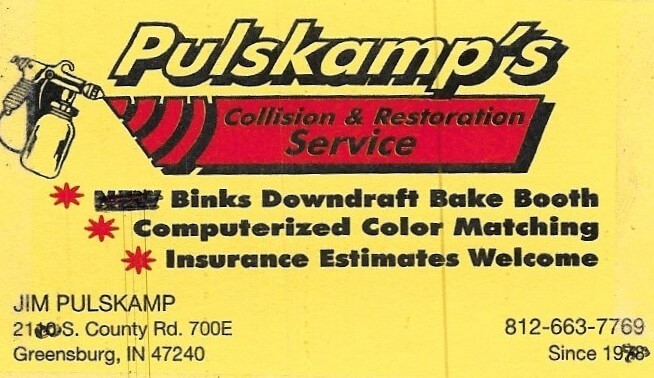 Pulskamp's
Collision & Restoration
Service
Binks Downdraft Bake Booth
Computerized Color Matching
Insurance Estimates Welcome
JIM PULSKAMP
S. County Rd. 700E
Greensburg, IN 47240
812-663-7769
Since 1978